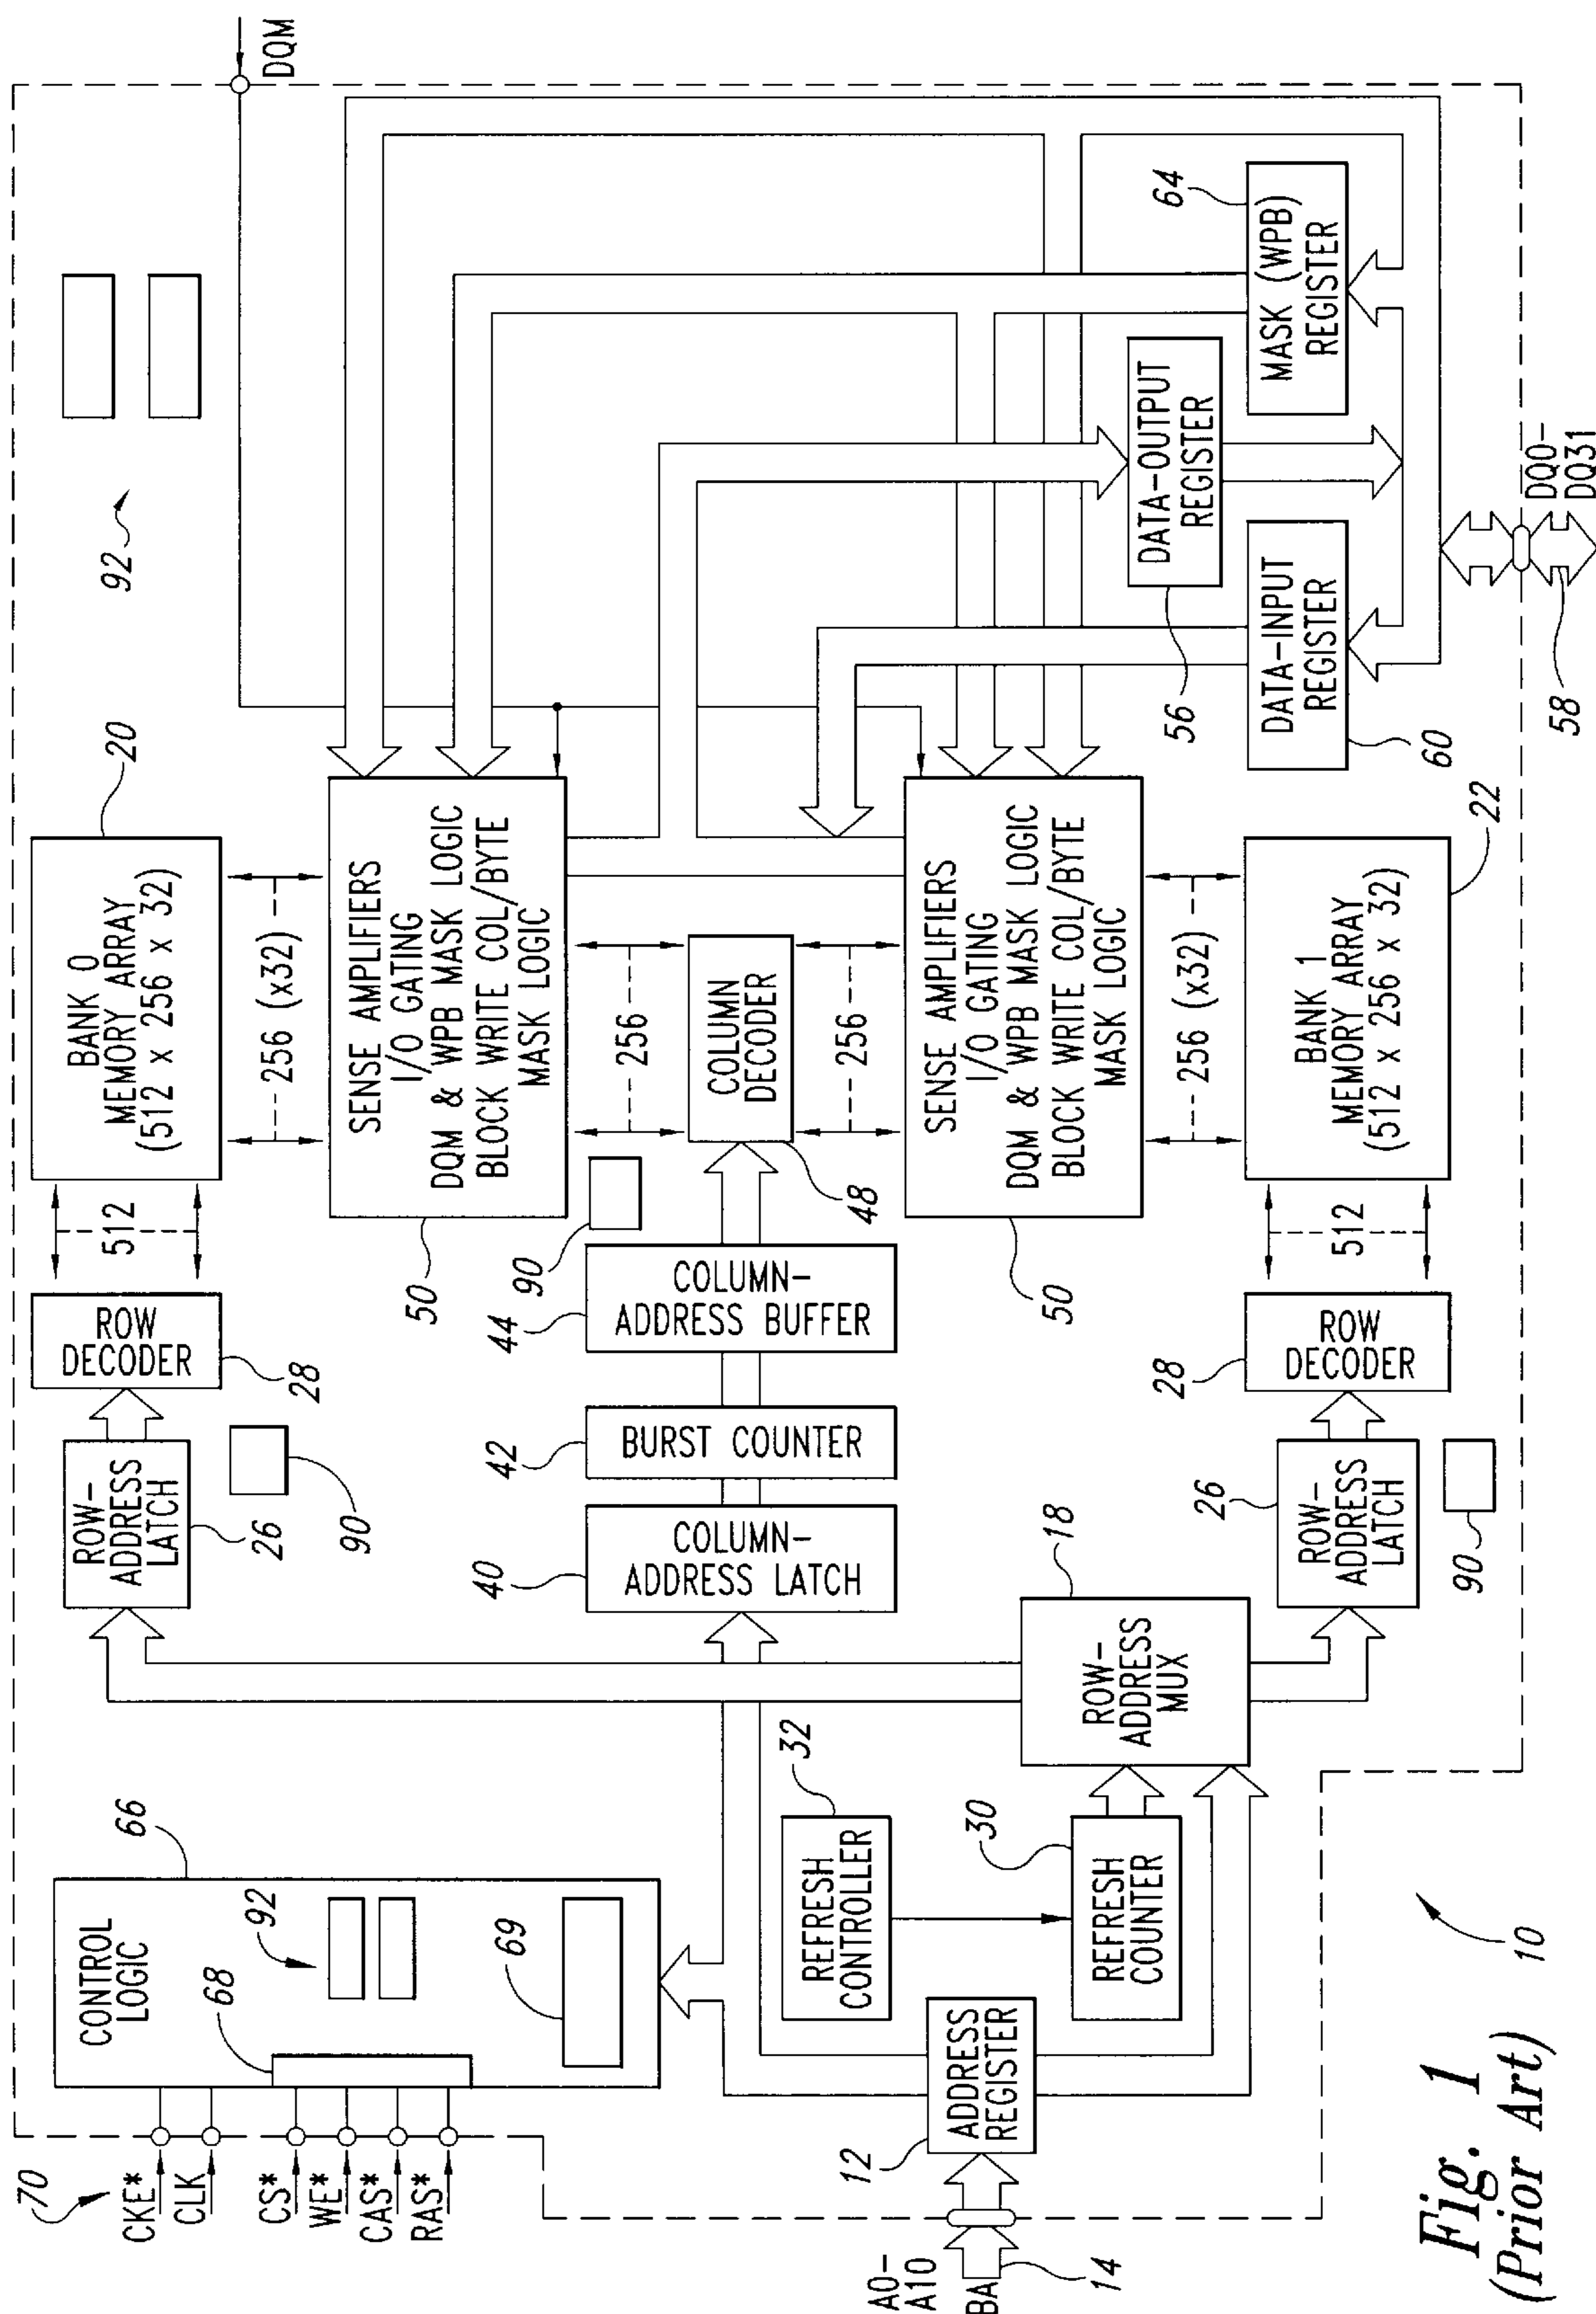 70
CKE*
CLK
CS*
WE*
CAS*
RAS*
CONTROL
LOGIC
66
68
92
69
A0-
A10
BA
14
12
ADDRESS
REGISTER
REFRESH
CONTROLLER
32
REFRESH
COUNTER
30
ROW-
ADDRESS
MUX
18
ROW-
ADDRESS
LATCH
26
90
ROW
DECODER
28
512
BANK 0
MEMORY ARRAY
(512 x 256 x 32)
20
256 (x32)
SENSE AMPLIFIERS
I/O GATING
DQM & WPB MASK LOGIC
BLOCK WRITE COL/BYTE
MASK LOGIC
50
256
COLUMN-
ADDRESS LATCH
40
BURST COUNTER
42
COLUMN-
ADDRESS BUFFER
44
90
COLUMN
DECODER
48
256
SENSE AMPLIFIERS
I/O GATING
DQM & WPB MASK LOGIC
BLOCK WRITE COL/BYTE
MASK LOGIC
50
256 (x32)
ROW-
ADDRESS
LATCH
26
90
ROW
DECODER
28
512
BANK 1
MEMORY ARRAY
(512 x 256 x 32)
22
92
DQM
DATA-OUTPUT
REGISTER
56
DATA-INPUT
REGISTER
60
MASK (WPB)
REGISTER
64
DQ0-
DQ31
58
10
Fig. 1
(Prior Art)